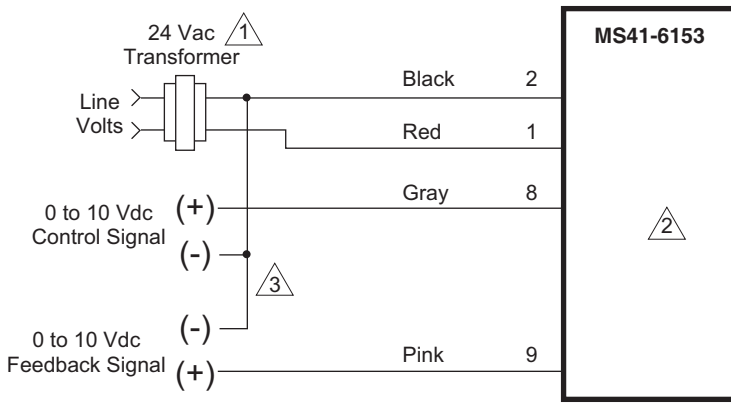 24 Vac 1
Transformer
MS41-6153
Line
Volts
Black 2
Red 1
Gray 8
0 to 10 Vdc
Control Signal
(+)
(-)
2
3
0 to 10 Vdc
Feedback Signal
(-)
(+)
Pink 9